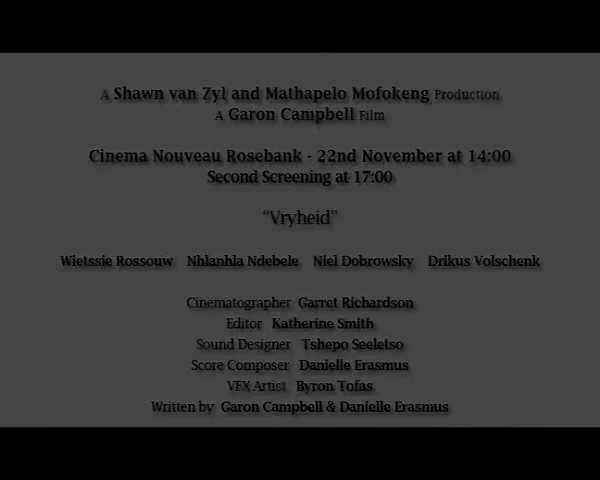 A Shawn van Zyl and Mathapelo Mofokeng Production
A Garon Campbell Film
Cinema Nouveau Rosebank - 22nd November at 14:00
Second Screening at 17:00
"Vryheid"
Wietssie Rossouw Nhlanhla Ndebele Niel Dobrowsky Drikus Volschenk
Cinematographer Garret Richardson
Editor Katherine Smith
Sound Designer Tshepo Seeletso
Score Composer Danielle Erasmus
VFX Artist Byron Tofas
Written by Garon Campbell & Danielle Erasmus